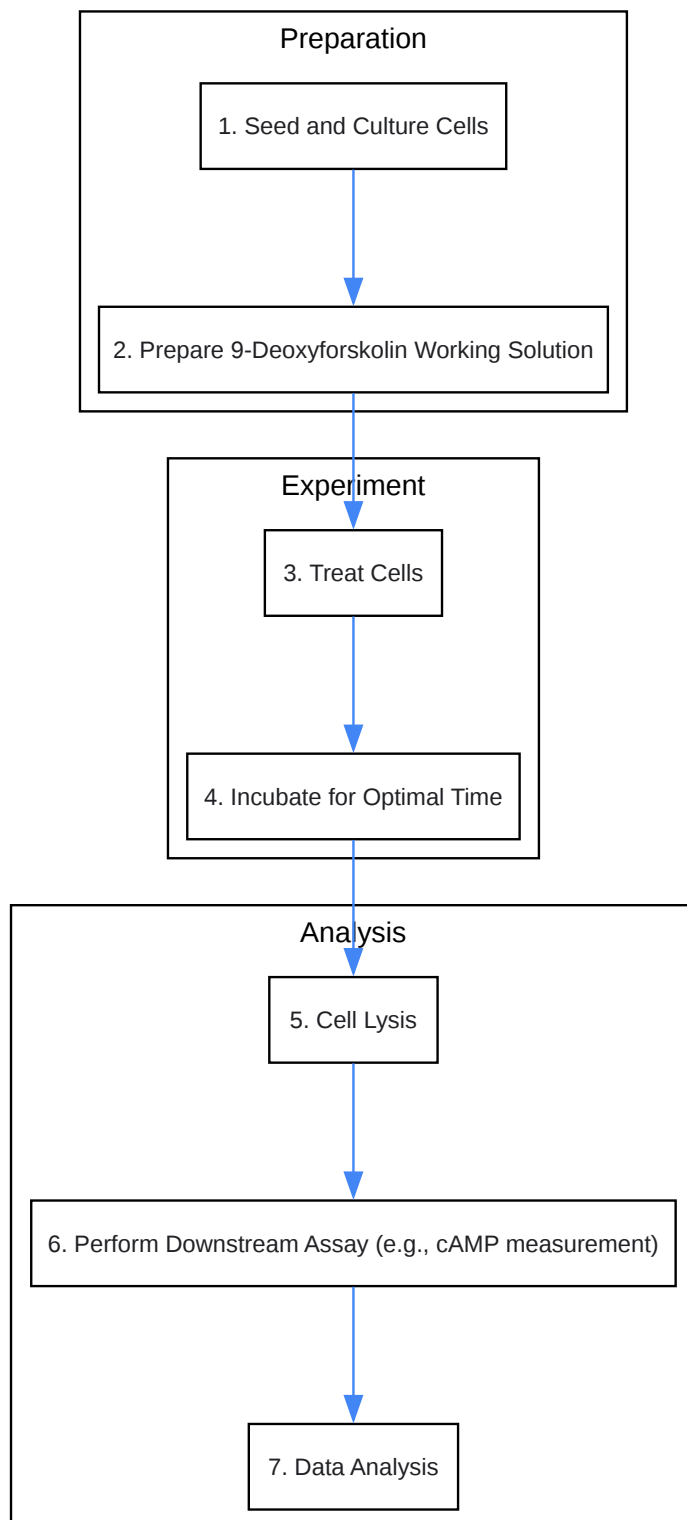 Preparation
1. Seed and Culture Cells
2. Prepare 9-Deoxyforskolin Working Solution
Experiment
3. Treat Cells
4. Incubate for Optimal Time
Analysis
5. Cell Lysis
6. Perform Downstream Assay (e.g., cAMP measurement)
7. Data Analysis